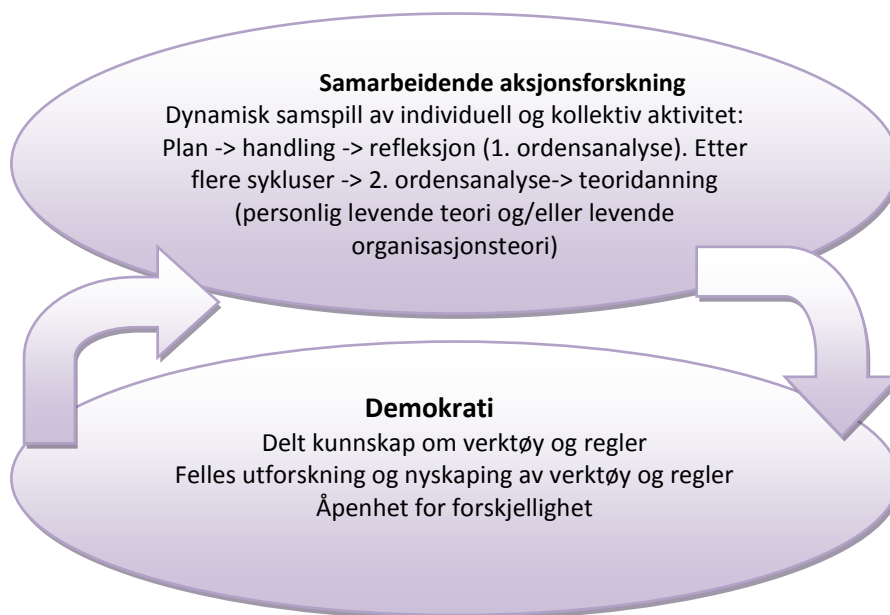 Samarbeidende aksjonsforskning
Dynamisk samspill av individuell og kollektiv aktivitet:
Plan -> handling -> refleksjon (1. ordensanalyse). Etter
flere sykluser -> 2. ordensanalyse-> teoridanning
(personlig levende teori og/eller levende
organisasjonsteori)
Demokrati
Delt kunnskap om verktøy og regler
Felles utforskning og nyskaping av verktøy og regler
Åpenhet for forskjellighet